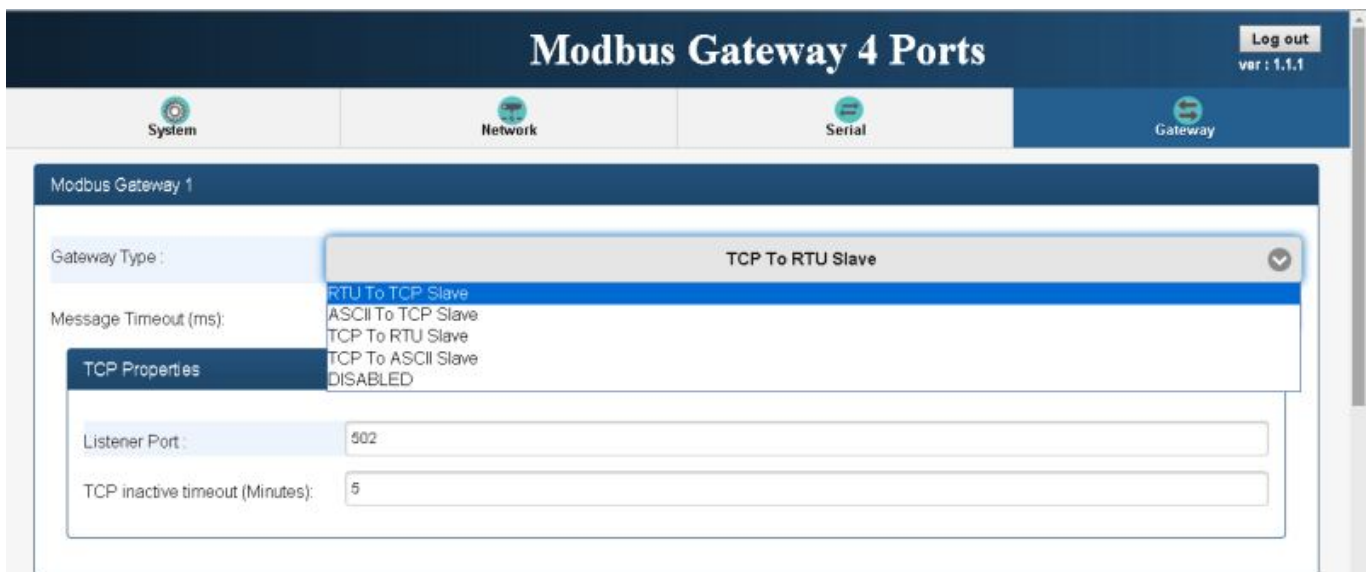 Modbus Gateway 4 Ports
Log out
ver : 1.1.1
System
Network
Serial
Gateway
Modbus Gateway 1
Gateway Type :
TCP To RTU Slave
RTU To TCP Slave
ASCII To TCP Slave
TCP To RTU Slave
TCP To ASCII Slave
DISABLED
Message Timeout (ms):
TCP Properties
Listener Port :
502
TCP inactive timeout (Minutes):
5